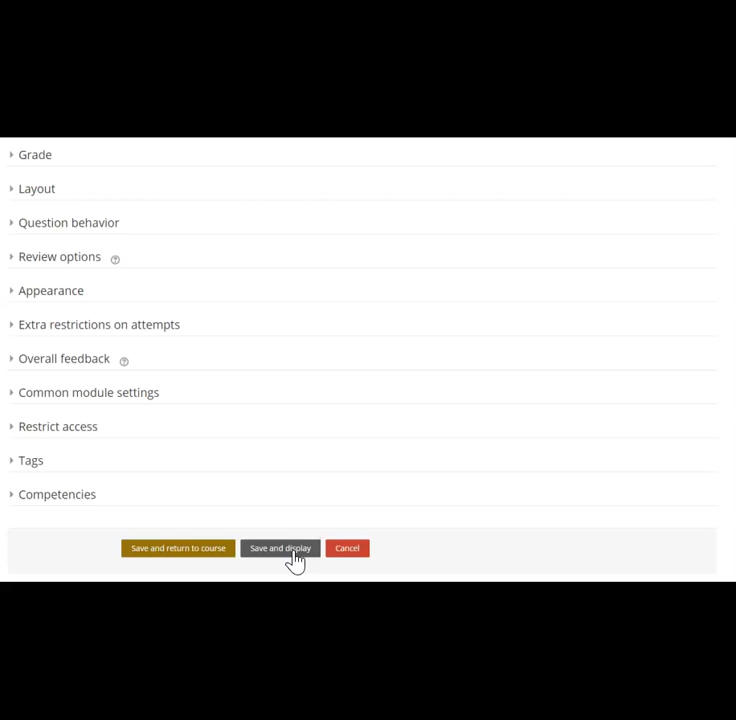 Grade
Layout
Question behavior
Review options
Appearance
Extra restrictions on attempts
Overall feedback
Common module settings
Restrict access
Tags
Competencies
Save and return to course Save and display Cancel